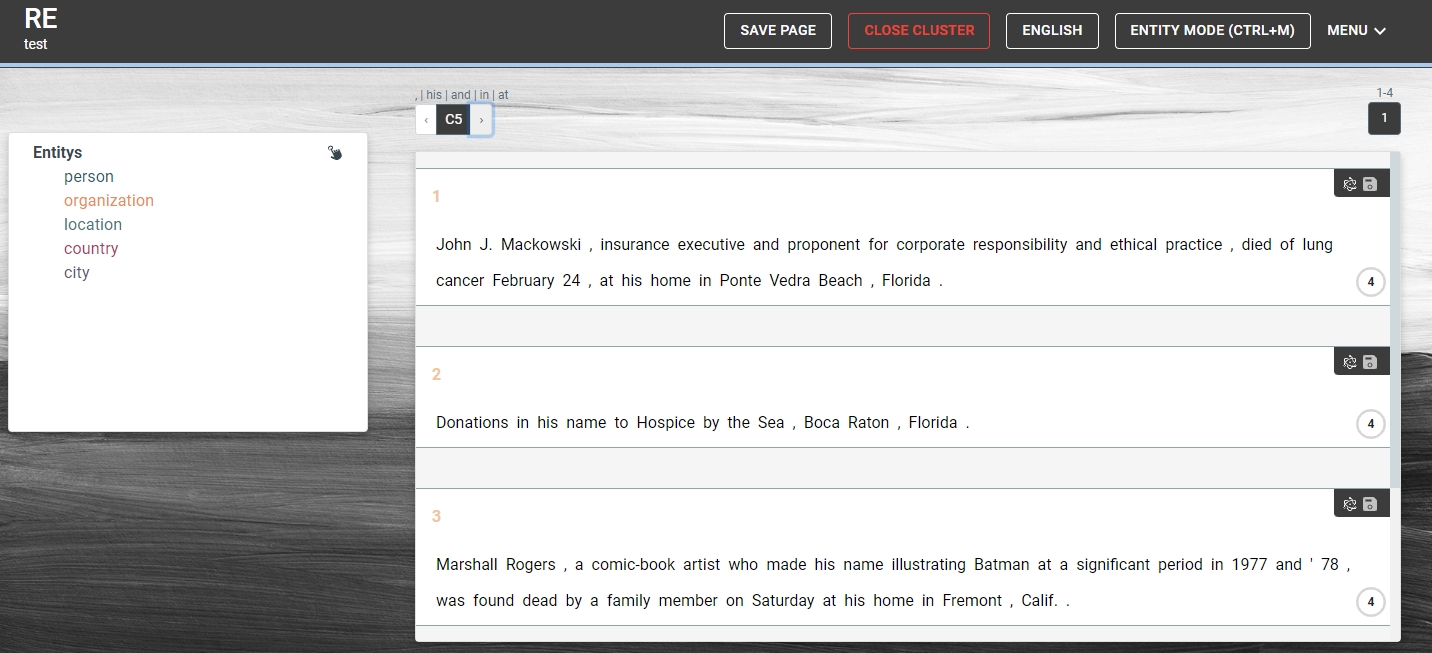 RE
test
SAVE PAGE
CLOSE CLUSTER
ENGLISH
ENTITY MODE (CTRL+M)
MENU
, | his | and | in | at
‹ C5 ›
1-4
1
Entitys
person
organization
location
country
city
1
John J. Mackowski , insurance executive and proponent for corporate responsibility and ethical practice , died of lung
cancer February 24 , at his home in Ponte Vedra Beach , Florida .
4
2
Donations in his name to Hospice by the Sea , Boca Raton , Florida .
4
3
Marshall Rogers , a comic-book artist who made his name illustrating Batman at a significant period in 1977 and ' 78 ,
was found dead by a family member on Saturday at his home in Fremont , Calif. .
4